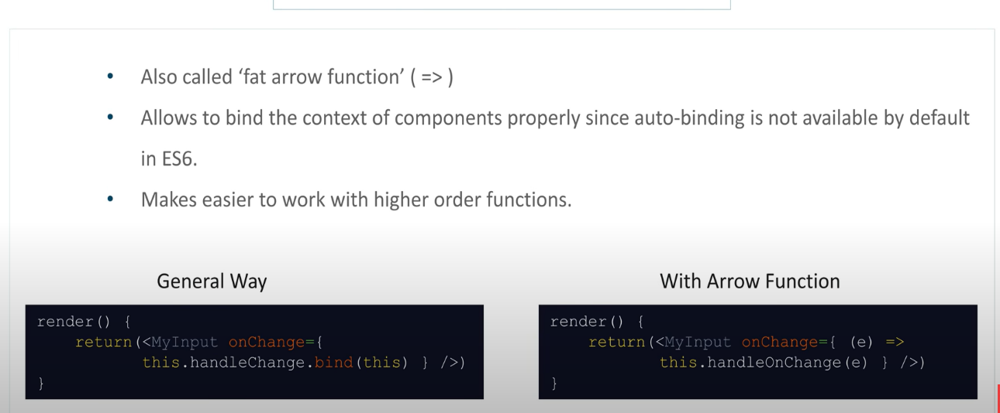 • Also called ‘fat arrow function’ ( => )
• Allows to bind the context of components properly since auto-binding is not available by default
in ES6.
• Makes easier to work with higher order functions.
General Way
render() {
    return(<MyInput onChange={
            this.handleChange.bind(this) } />)
}
With Arrow Function
render() {
    return(<MyInput onChange={ (e) =>
            this.handleOnChange(e) } />)
}